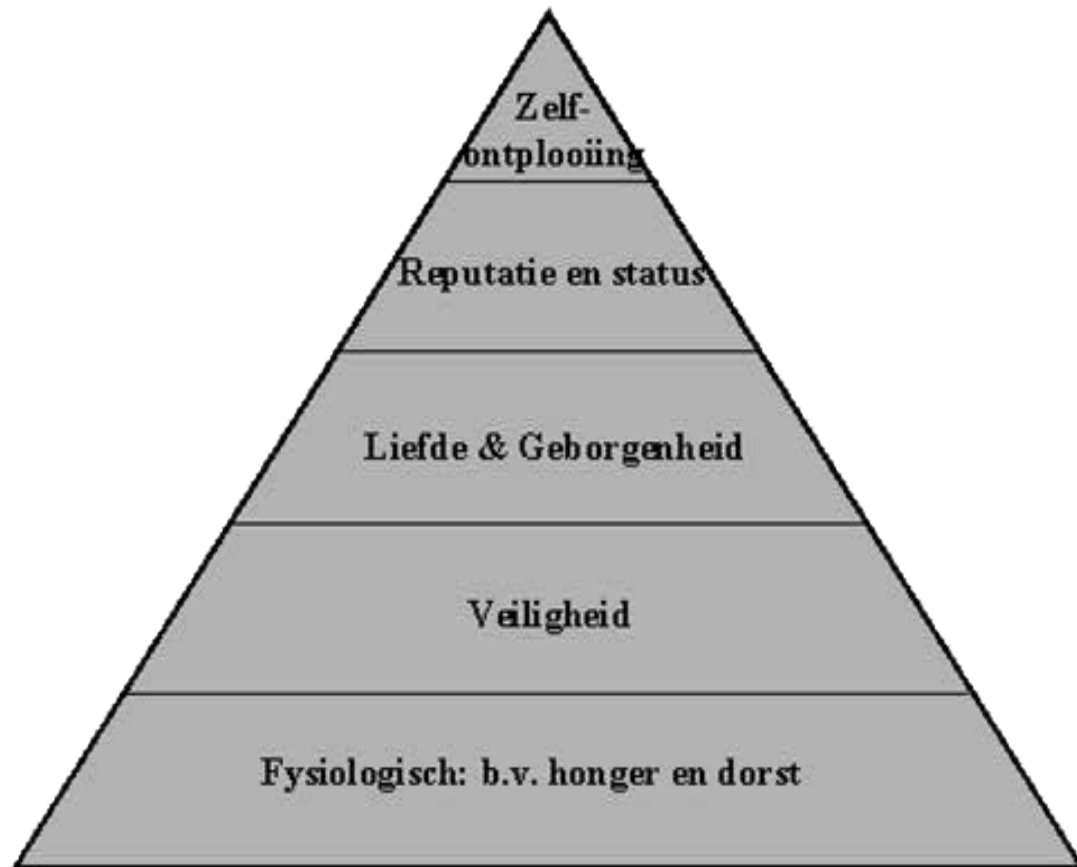 Zelf-
ontplooiing
Reputatie en status
Liefde & Geborgenheid
Veiligheid
Fysiologisch: b.v. honger en dorst